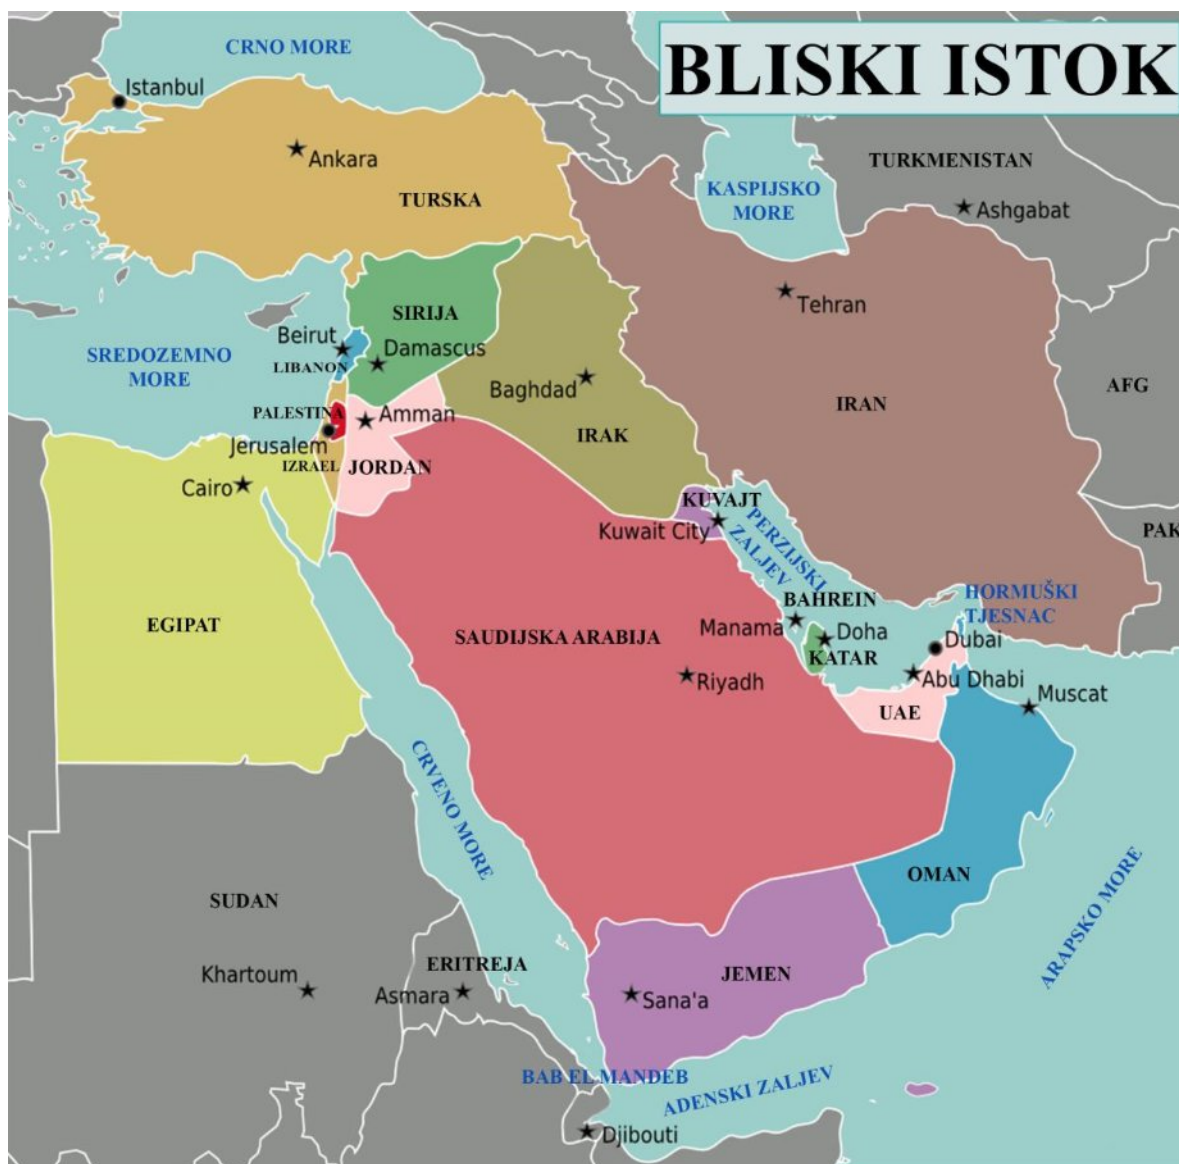 CRNO MORE
BLISKI ISTOK
Istanbul
Ankara
TURSKA
TURKMENISTAN
KASPIJSKO
MORE
Ashgabat
Tehran
SIRIJA
Beirut
Damascus
LIBANON
SREDOZEMNO
MORE
Baghdad
AFG
IRAN
PALESTINA
Amman
IRAK
Jerusalem
IZRAEL
JORDAN
Cairo
KUVAJT
Kuwait City
PERZIJSKI
ZALJEV
PAK
HORMUŠKI
TJESNAC
BAHREIN
EGIPAT
SAUDIJSKA ARABIJA
Manama
Doha
Dubai
KATAR
Riyadh
Abu Dhabi
Muscat
UAE
CRVENO MORE
OMAN
SUDAN
ARAPSKO MORE
ERITREJA
Khartoum
Asmara
JEMEN
Sana'a
BAB EL MANDEB
ADENSKI ZALJEV
Djibouti